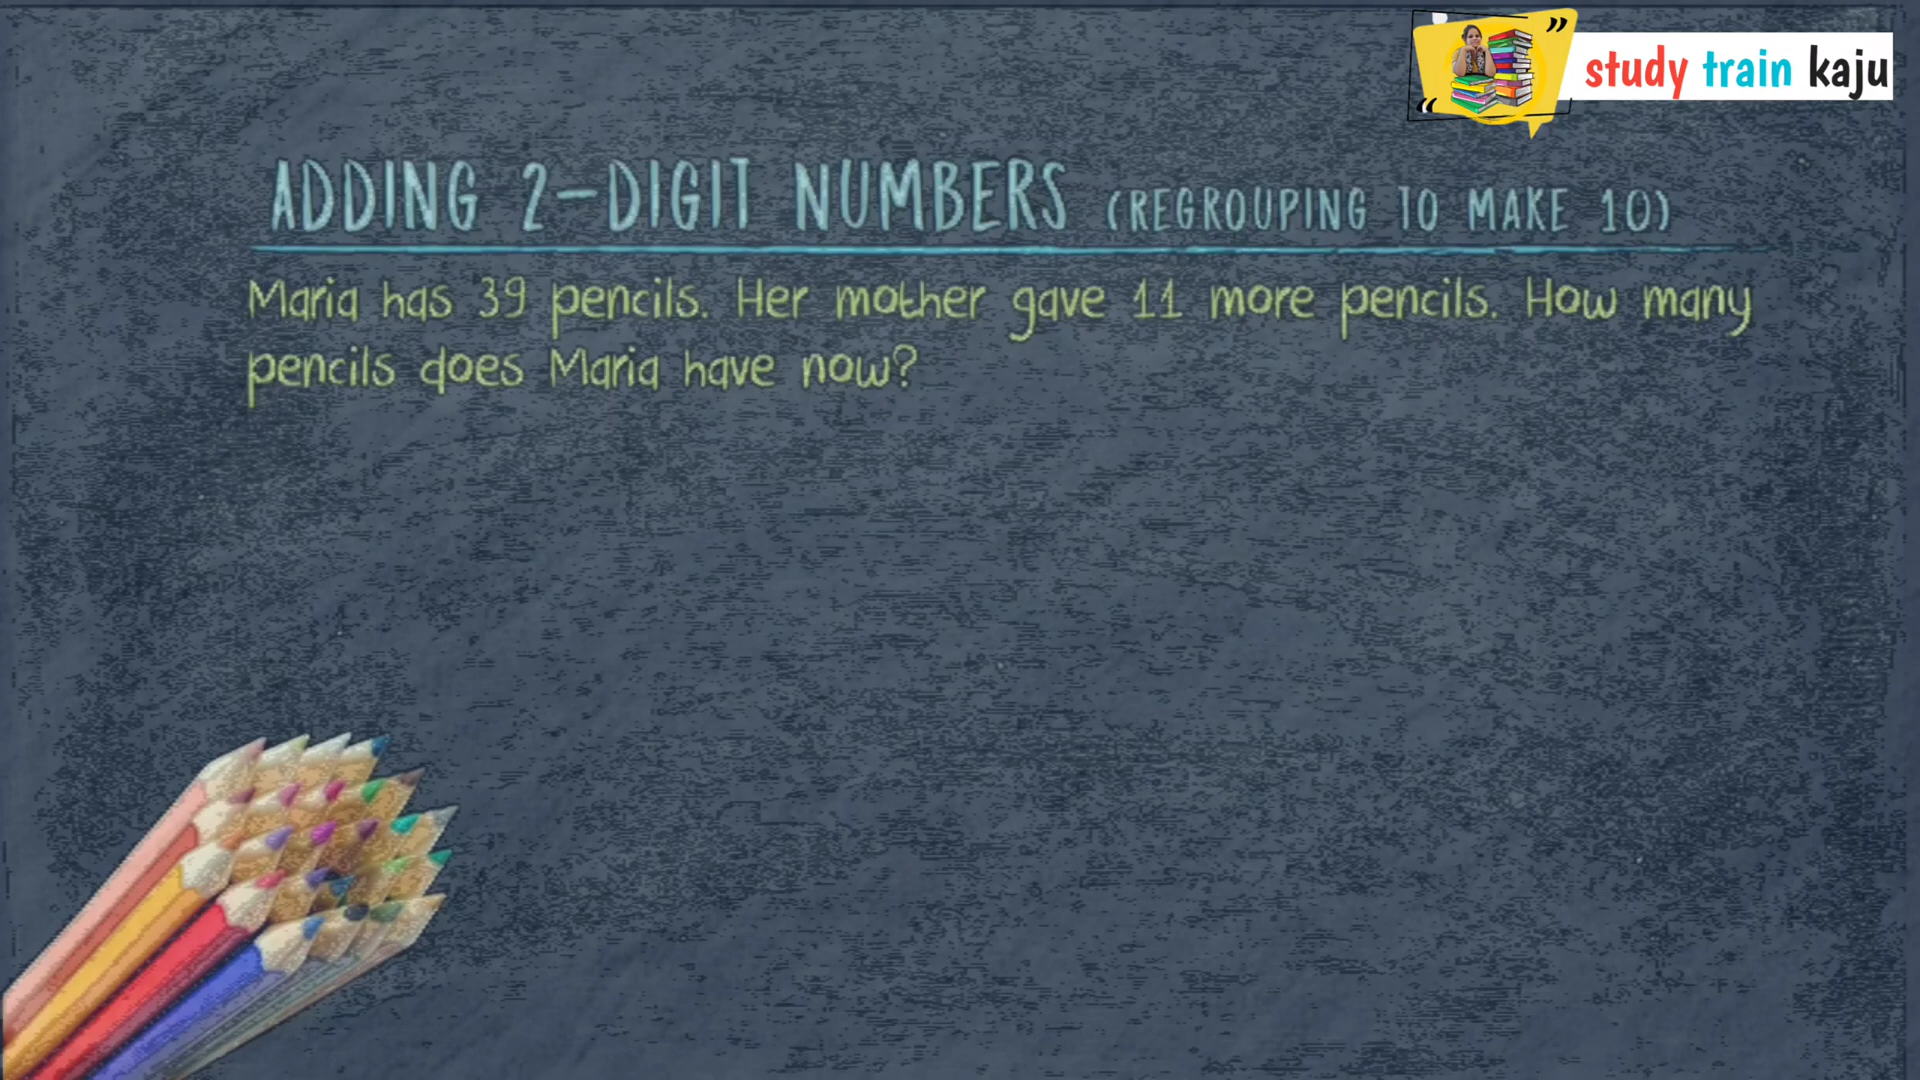 ” study train kaju
“
ADDING 2-DIGIT NUMBERS (REGROUPING TO MAKE 10)
Maria has 39 pencils. Her mother gave 11 more pencils. How many
pencils does Maria have now?